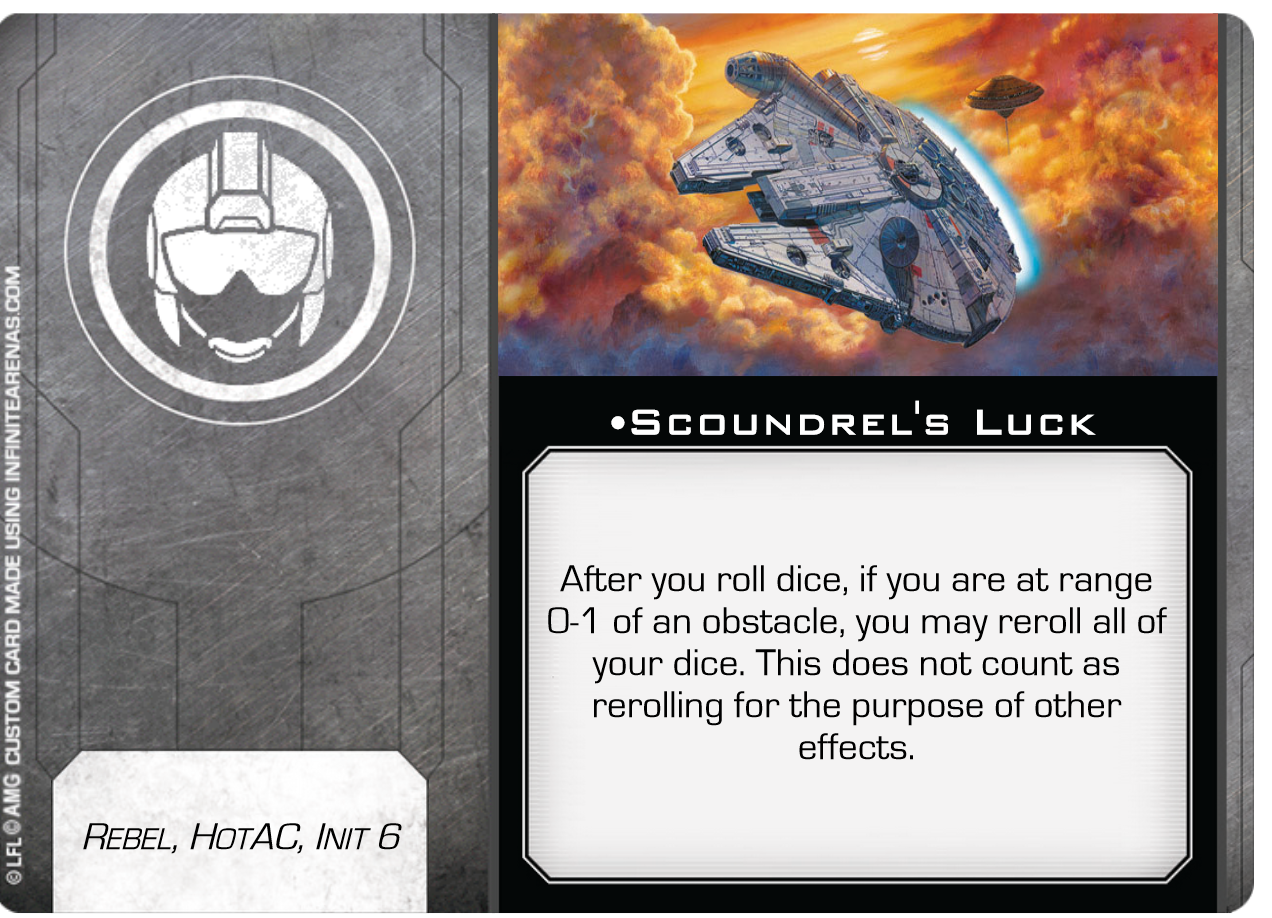 •Scoundrel's Luck
After you roll dice, if you are at range
0-1 of an obstacle, you may reroll all of
your dice. This does not count as
rerolling for the purpose of other
effects.
Rebel, HotAC, Init 6
©LFL ©AMG CUSTOM CARD MADE USING INFINITEARENAS.COM